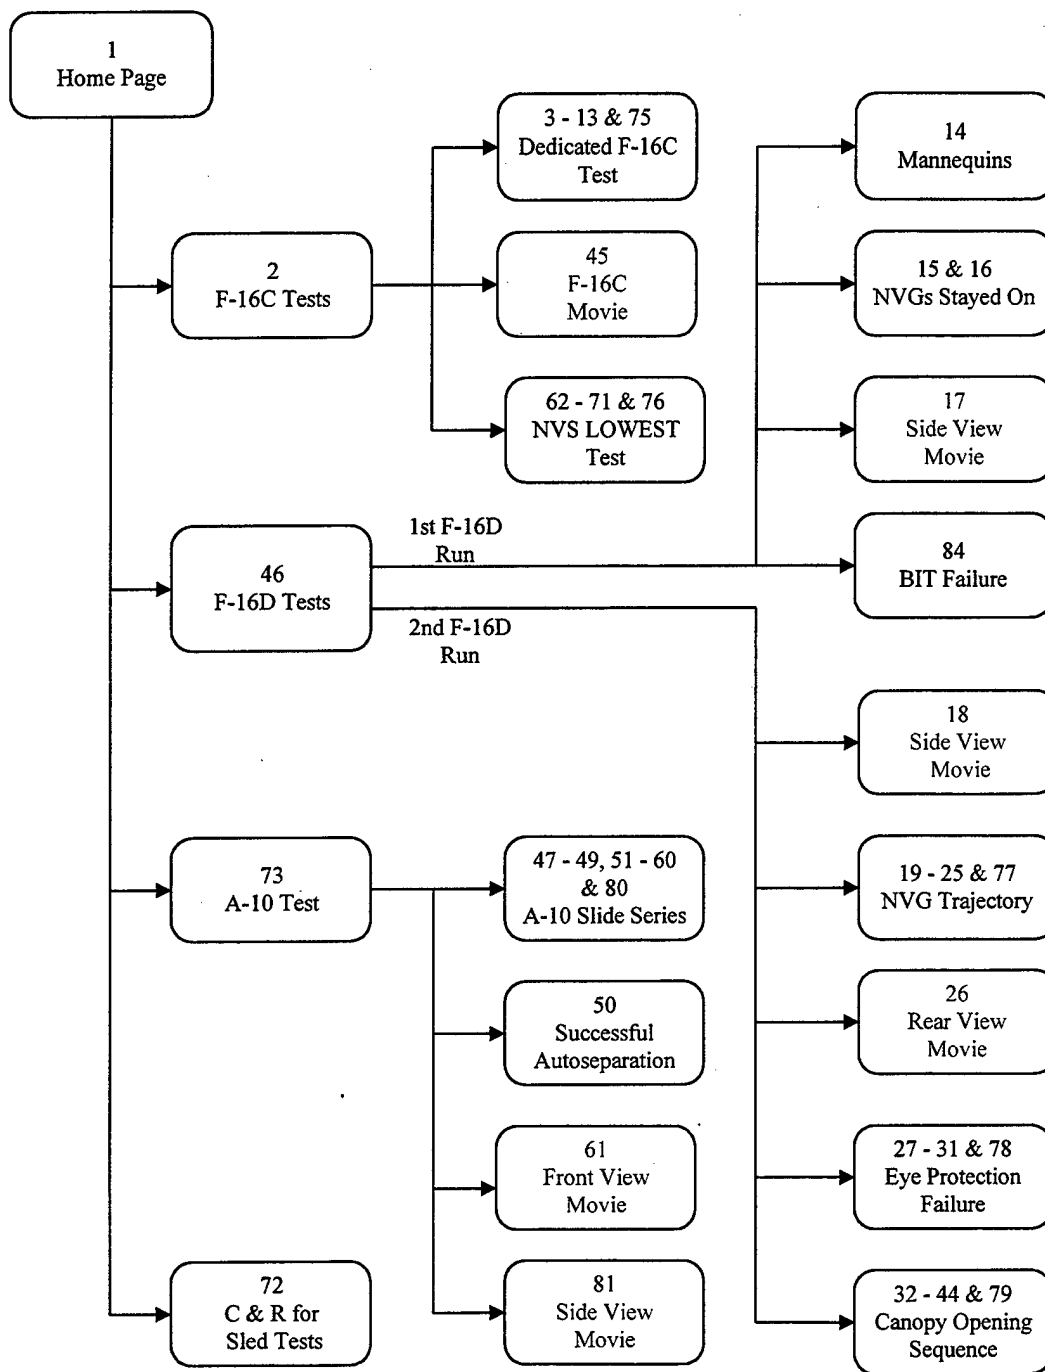 1
Home Page
2
F-16C Tests
3 - 13 & 75
Dedicated F-16C
Test
45
F-16C
Movie
62 - 71 & 76
NVS LOWEST
Test
46
F-16D Tests
1st F-16D
Run
14
Mannequins
15 & 16
NVGs Stayed On
17
Side View
Movie
84
BIT Failure
2nd F-16D
Run
18
Side View
Movie
19 - 25 & 77
NVG Trajectory
26
Rear View
Movie
27 - 31 & 78
Eye Protection
Failure
32 - 44 & 79
Canopy Opening
Sequence
73
A-10 Test
47 - 49, 51 - 60
& 80
A-10 Slide Series
50
Successful
Autoseparation
61
Front View
Movie
81
Side View
Movie
72
C & R for
Sled Tests